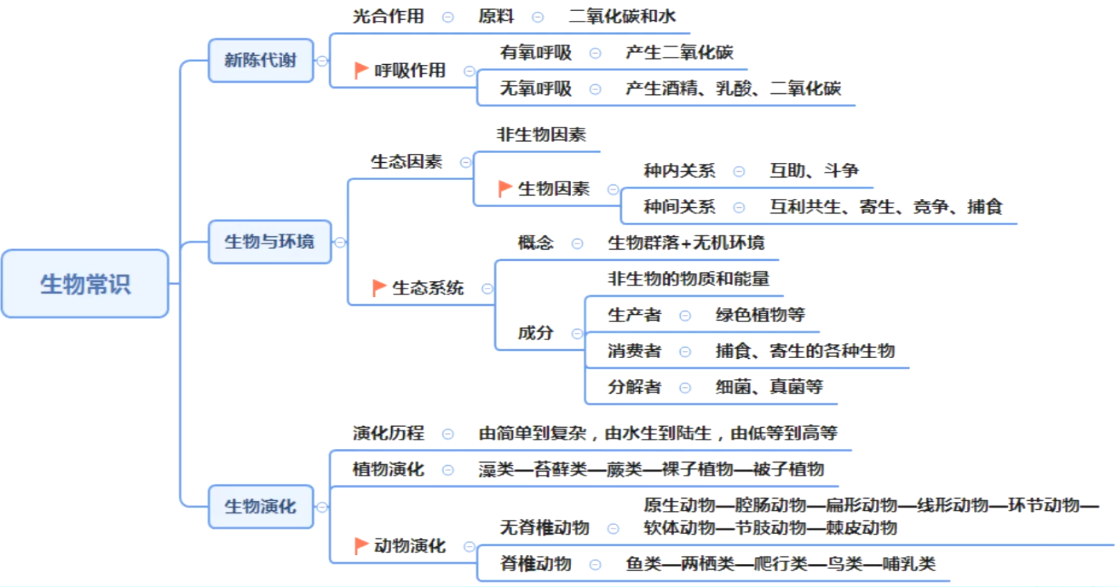 生物常识
新陈代谢
光合作用 原料 二氧化碳和水
呼吸作用
有氧呼吸 产生二氧化碳
无氧呼吸 产生酒精、乳酸、二氧化碳
生物与环境
生态因素
非生物因素
生物因素
种内关系 互助、斗争
种间关系 互利共生、寄生、竞争、捕食
生态系统
概念 生物群落+无机环境
成分
非生物的物质和能量
生产者 绿色植物等
消费者 捕食、寄生的各种生物
分解者 细菌、真菌等
生物演化
演化历程 由简单到复杂，由水生到陆生，由低等到高等
植物演化 藻类—苔藓类—蕨类—裸子植物—被子植物
动物演化
无脊椎动物
原生动物—腔肠动物—扁形动物—线形动物—环节动物—
软体动物—节肢动物—棘皮动物
脊椎动物 鱼类—两栖类—爬行类—鸟类—哺乳类